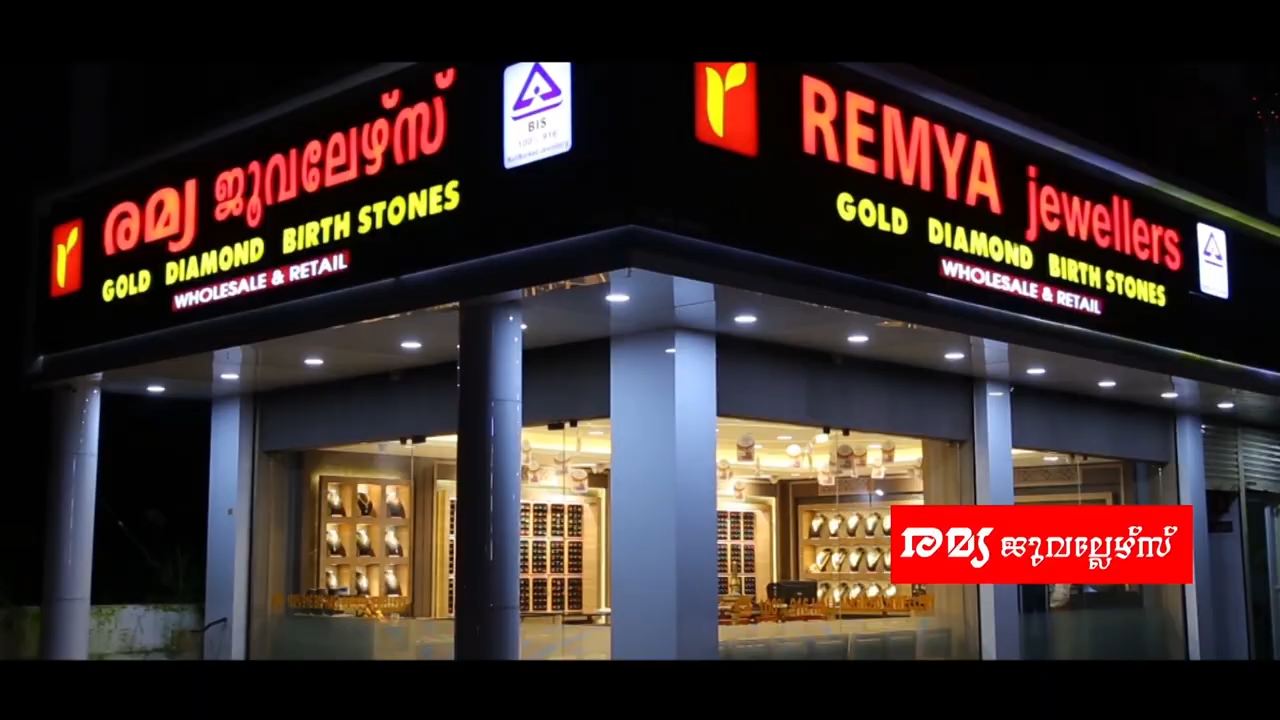 രമ്യ ജൂവലേഴ്സ്
GOLD DIAMOND BIRTH STONES
WHOLESALE & RETAIL
BIS
REMYA jewellers
GOLD DIAMOND BIRTH STONES
WHOLESALE & RETAIL
രമ്യ ജുവല്ലേഴ്സ്